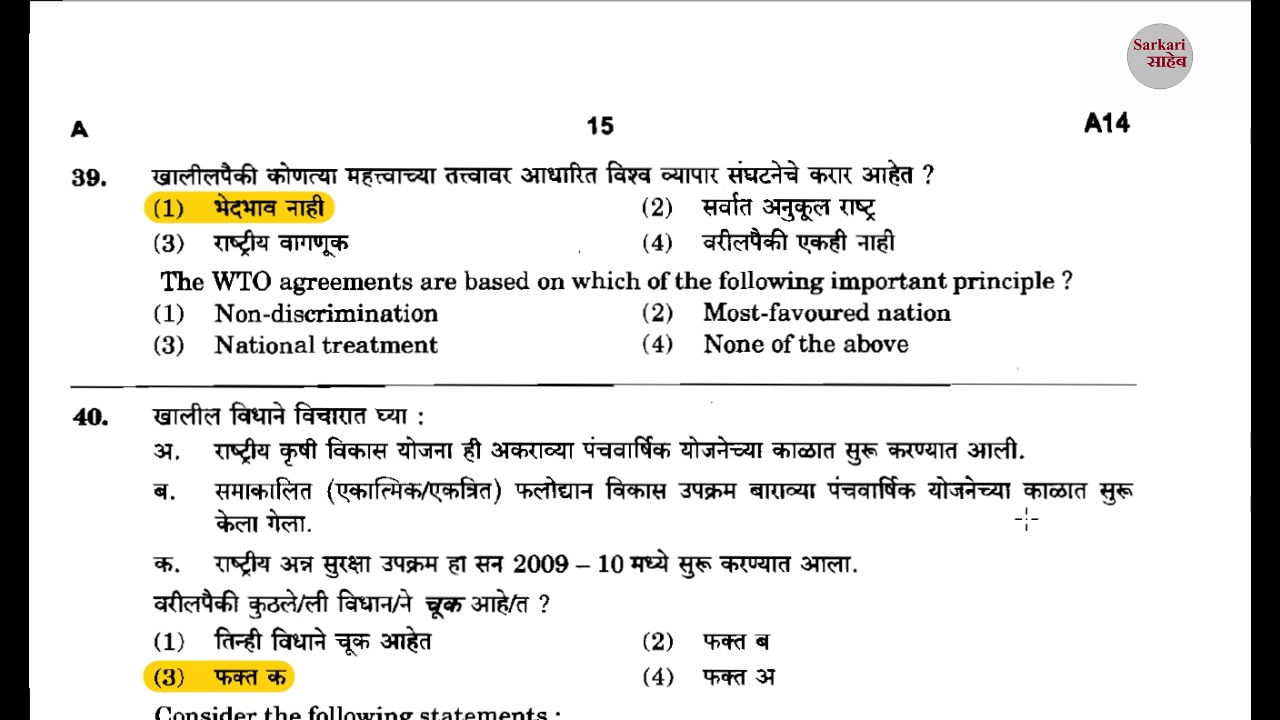 Sarkari
साहेब
A 15 A14
39. खालीलपैकी कोणत्या महत्त्वाच्या तत्त्वावर आधारित विश्व व्यापार संघटनेचे करार आहेत ?
(1) भेदभाव नाही (2) सर्वात अनुकूल राष्ट्र
(3) राष्ट्रीय वागणूक (4) वरीलपैकी एकही नाही
The WTO agreements are based on which of the following important principle ?
(1) Non-discrimination (2) Most-favoured nation
(3) National treatment (4) None of the above
40. खालील विधाने विचारात घ्या :
अ. राष्ट्रीय कृषी विकास योजना ही अकराव्या पंचवार्षिक योजनेच्या काळात सुरू करण्यात आली.
ब. समाकालित (एकात्मिक/एकत्रित) फलोद्यान विकास उपक्रम बाराव्या पंचवार्षिक योजनेच्या काळात सुरू
केला गेला.
क. राष्ट्रीय अन्न सुरक्षा उपक्रम हा सन 2009 – 10 मध्ये सुरू करण्यात आला.
वरीलपैकी कुठले/ली विधान/ने चूक आहे/त ?
(1) तिन्ही विधाने चूक आहेत (2) फक्त ब
(3) फक्त क (4) फक्त अ
Consider the following statements :